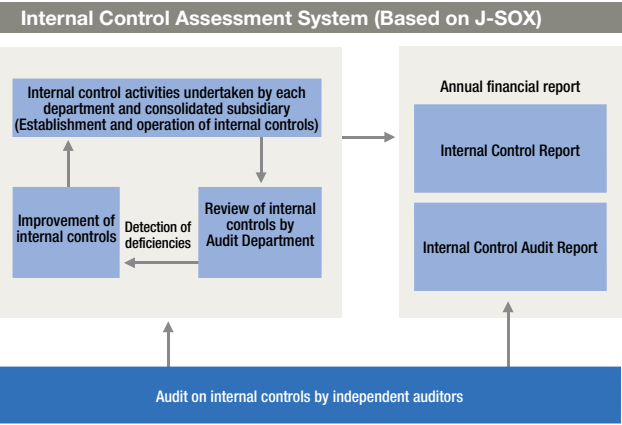 Internal Control Assessment System (Based on J-SOX)
Internal control activities undertaken by each
department and consolidated subsidiary
(Establishment and operation of internal controls)
Improvement of
internal controls
Detection of
deficiencies
Review of internal
controls by
Audit Department
Annual financial report
Internal Control Report
Internal Control Audit Report
Audit on internal controls by independent auditors